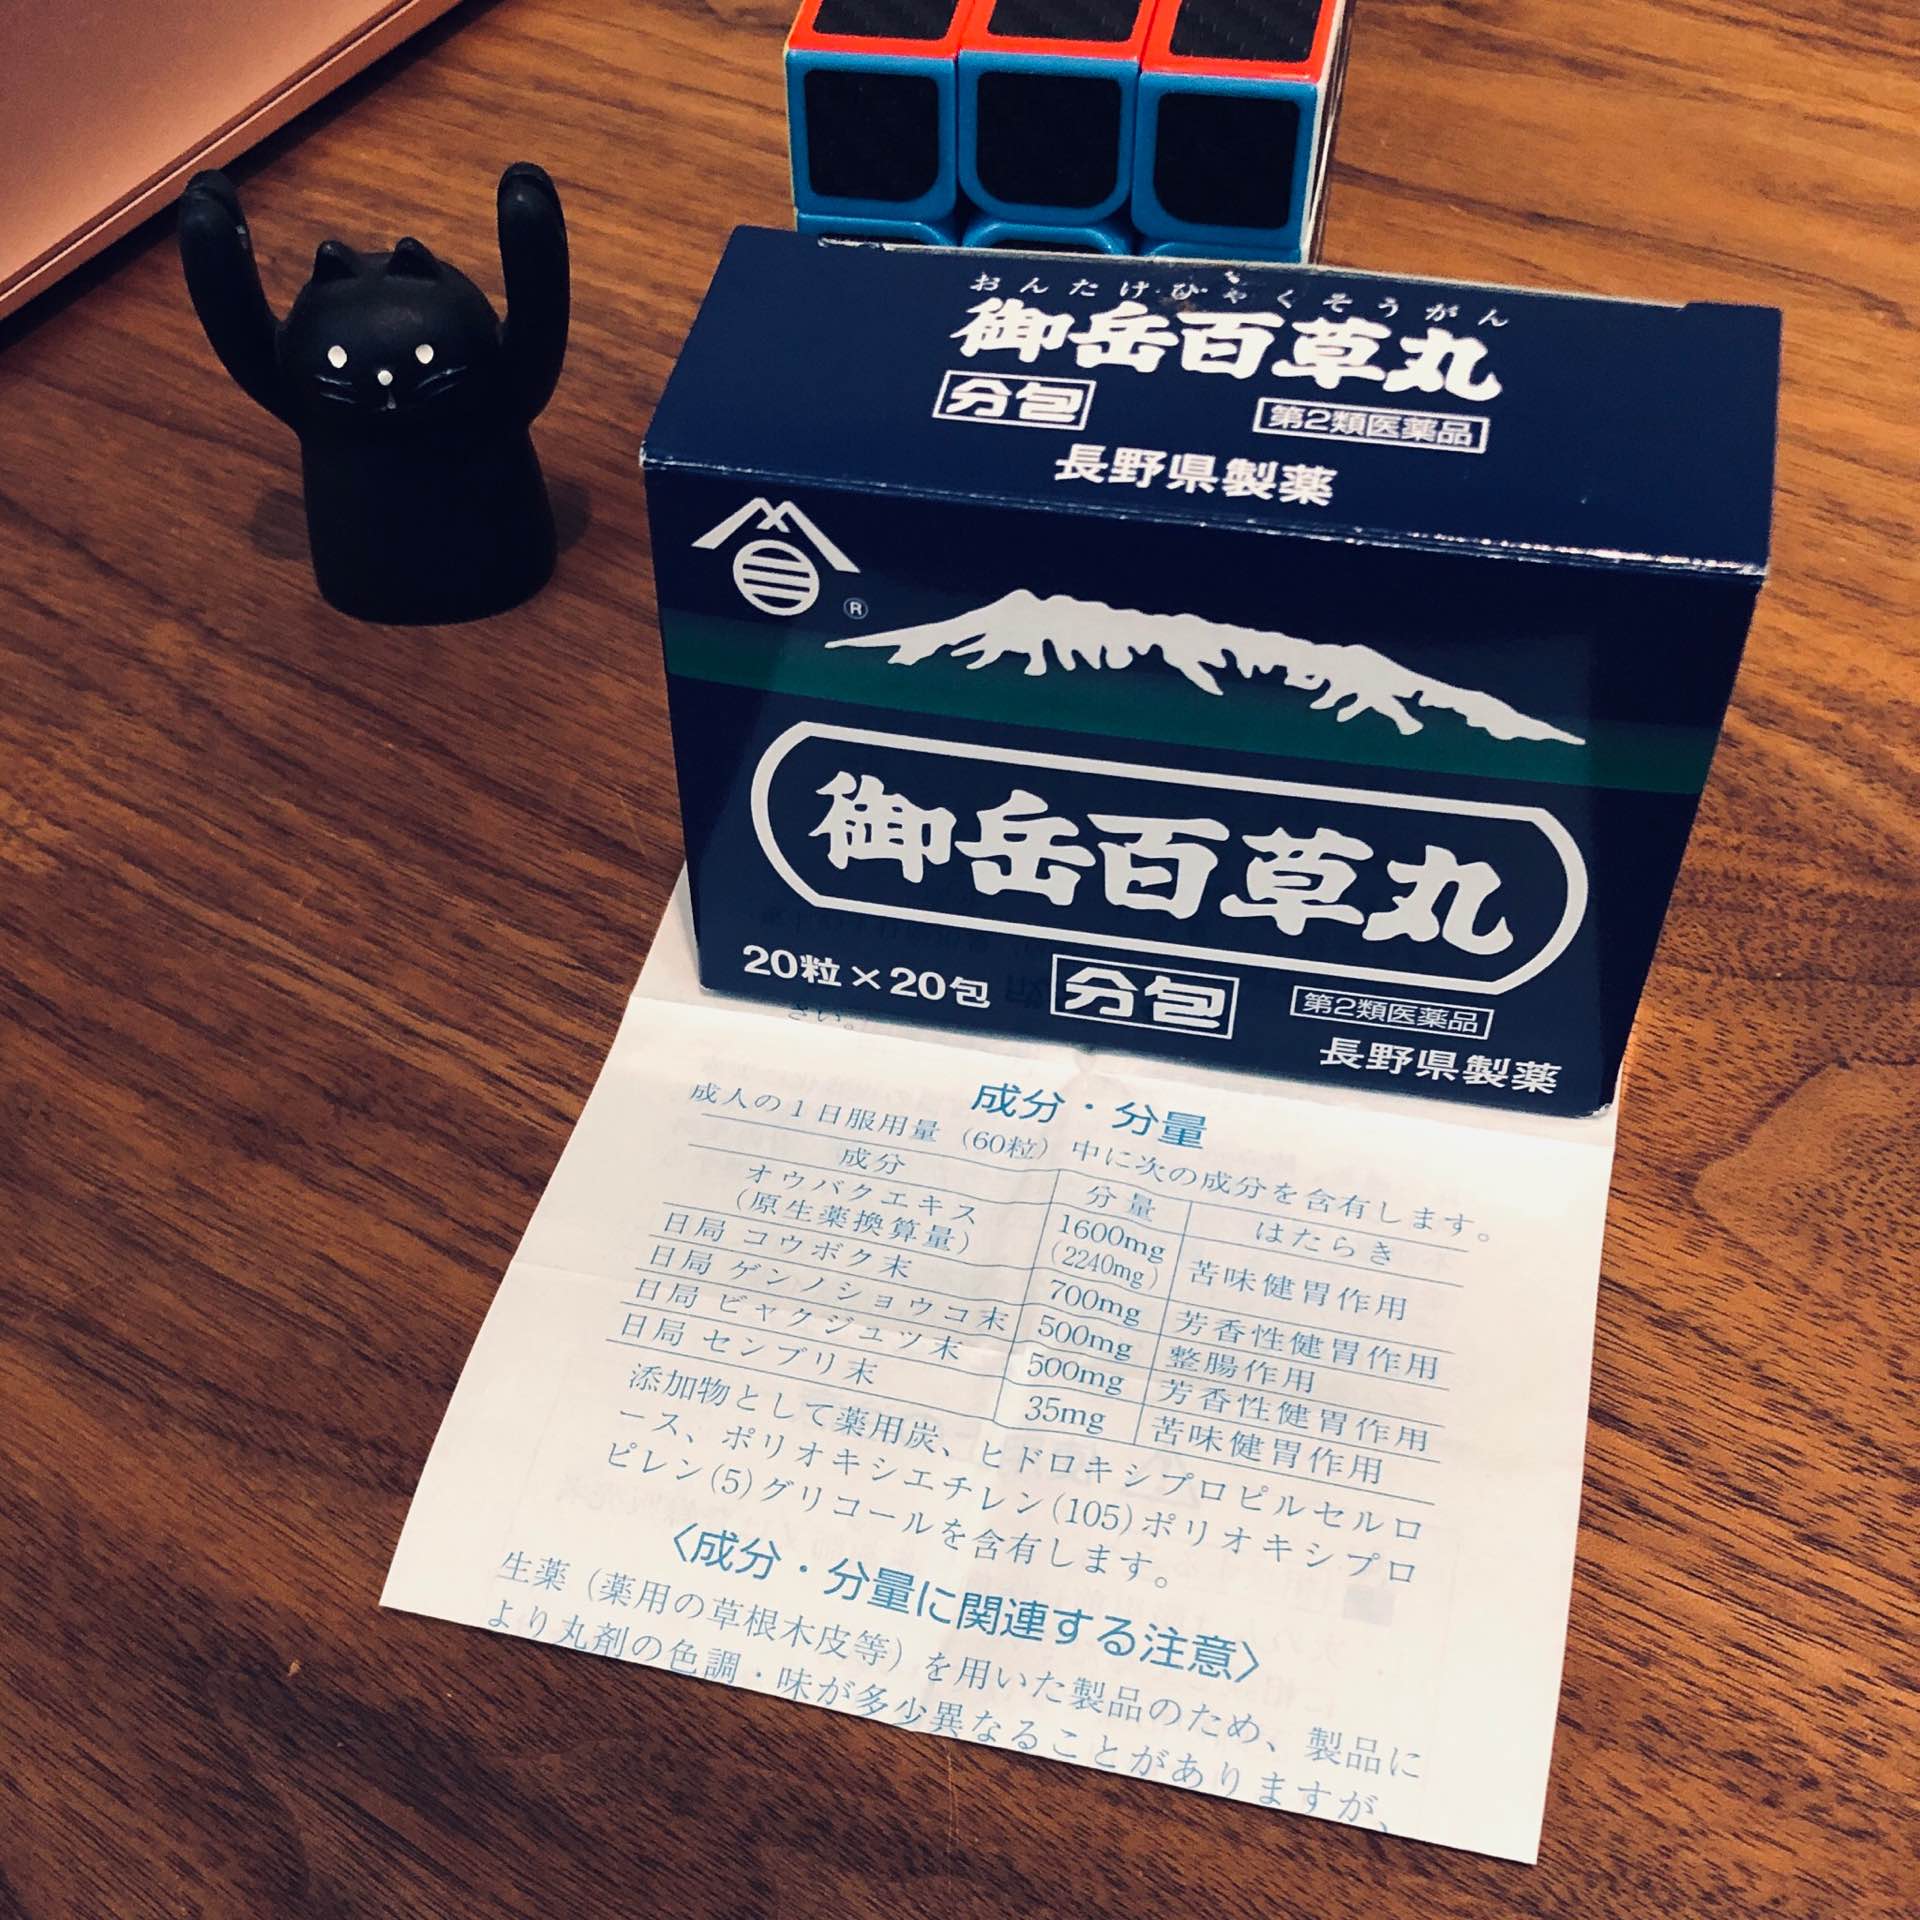 おんたけひゃくそうがん
御岳百草丸
分包
第2類医薬品
長野県製薬
®
御岳百草丸
20粒×20包
分包
第2類医薬品
長野県製薬
さい。
成分・分量
成人の1日服用量（60粒）中に次の成分を含有します。
成分 分量 はたらき
オウバクエキス 1600mg 苦味健胃作用
（原生薬換算量） （2240mg）
日局 コウボク末 700mg 芳香性健胃作用
日局 ゲンノショウコ末 500mg 整腸作用
日局 ビャクジュツ末 500mg 芳香性健胃作用
日局 センブリ末 35mg 苦味健胃作用
添加物として薬用炭、ヒドロキシプロピルセルロ
ース、ポリオキシエチレン(105)ポリオキシプロ
ピレン(5)グリコールを含有します。
〈成分・分量に関連する注意〉
生薬（薬用の草根木皮等）を用いた製品のため、製品に
より丸剤の色調・味が多少異なることがありますが、